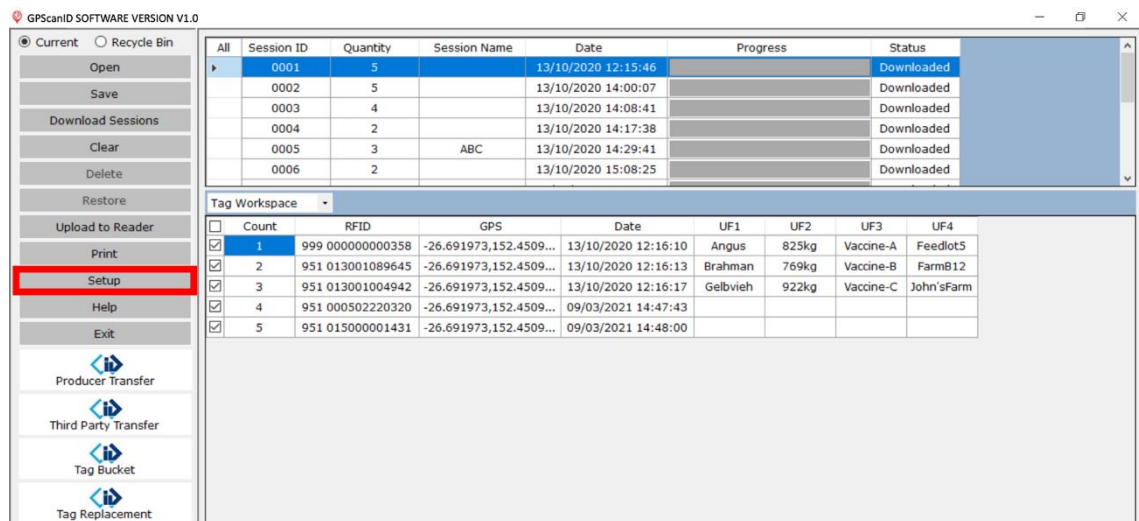 GPScanID SOFTWARE VERSION V1.0
Current Recycle Bin
Open
Save
Download Sessions
Clear
Delete
Restore
Upload to Reader
Print
Setup
Help
Exit
Producer Transfer
Third Party Transfer
Tag Bucket
Tag Replacement
All Session ID Quantity Session Name Date Progress Status
0001 5 13/10/2020 12:15:46 Downloaded
0002 5 13/10/2020 14:00:07 Downloaded
0003 4 13/10/2020 14:08:41 Downloaded
0004 2 13/10/2020 14:17:38 Downloaded
0005 3 ABC 13/10/2020 14:29:41 Downloaded
0006 2 13/10/2020 15:08:25 Downloaded
Tag Workspace
Count RFID GPS Date UF1 UF2 UF3 UF4
1 999 000000000358 -26.691973,152.4509... 13/10/2020 12:16:10 Angus 825kg Vaccine-A Feedlot5
2 951 013001089645 -26.691973,152.4509... 13/10/2020 12:16:13 Brahman 769kg Vaccine-B FarmB12
3 951 013001004942 -26.691973,152.4509... 13/10/2020 12:16:17 Gelbvieh 922kg Vaccine-C John'sFarm
4 951 000502220320 -26.691973,152.4509... 09/03/2021 14:47:43
5 951 015000001431 -26.691973,152.4509... 09/03/2021 14:48:00